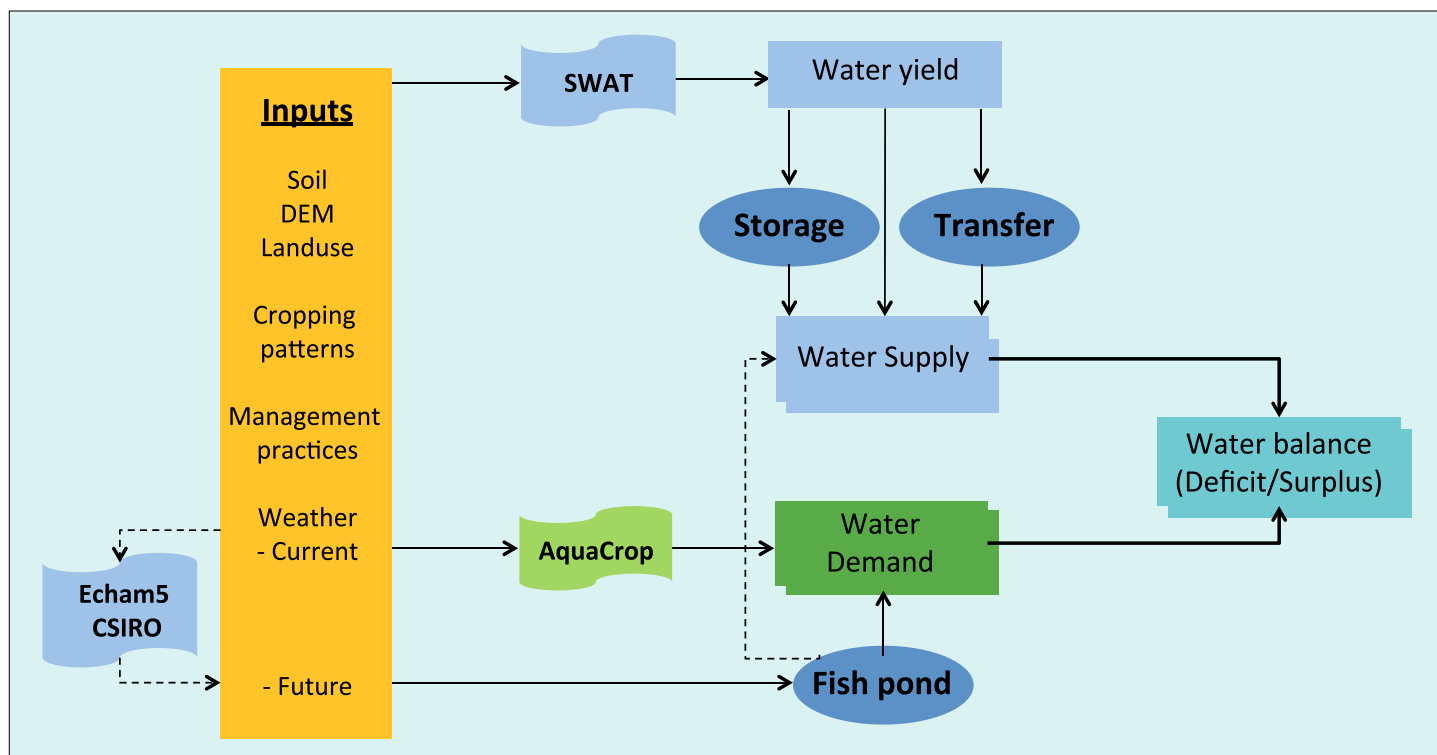 Inputs
Soil
DEM
Landuse
Cropping
patterns
Management
practices
Weather
- Current
- Future
Echam5
CSIRO
SWAT
Water yield
Storage
Transfer
Water Supply
AquaCrop
Water
Demand
Fish pond
Water balance
(Deficit/Surplus)